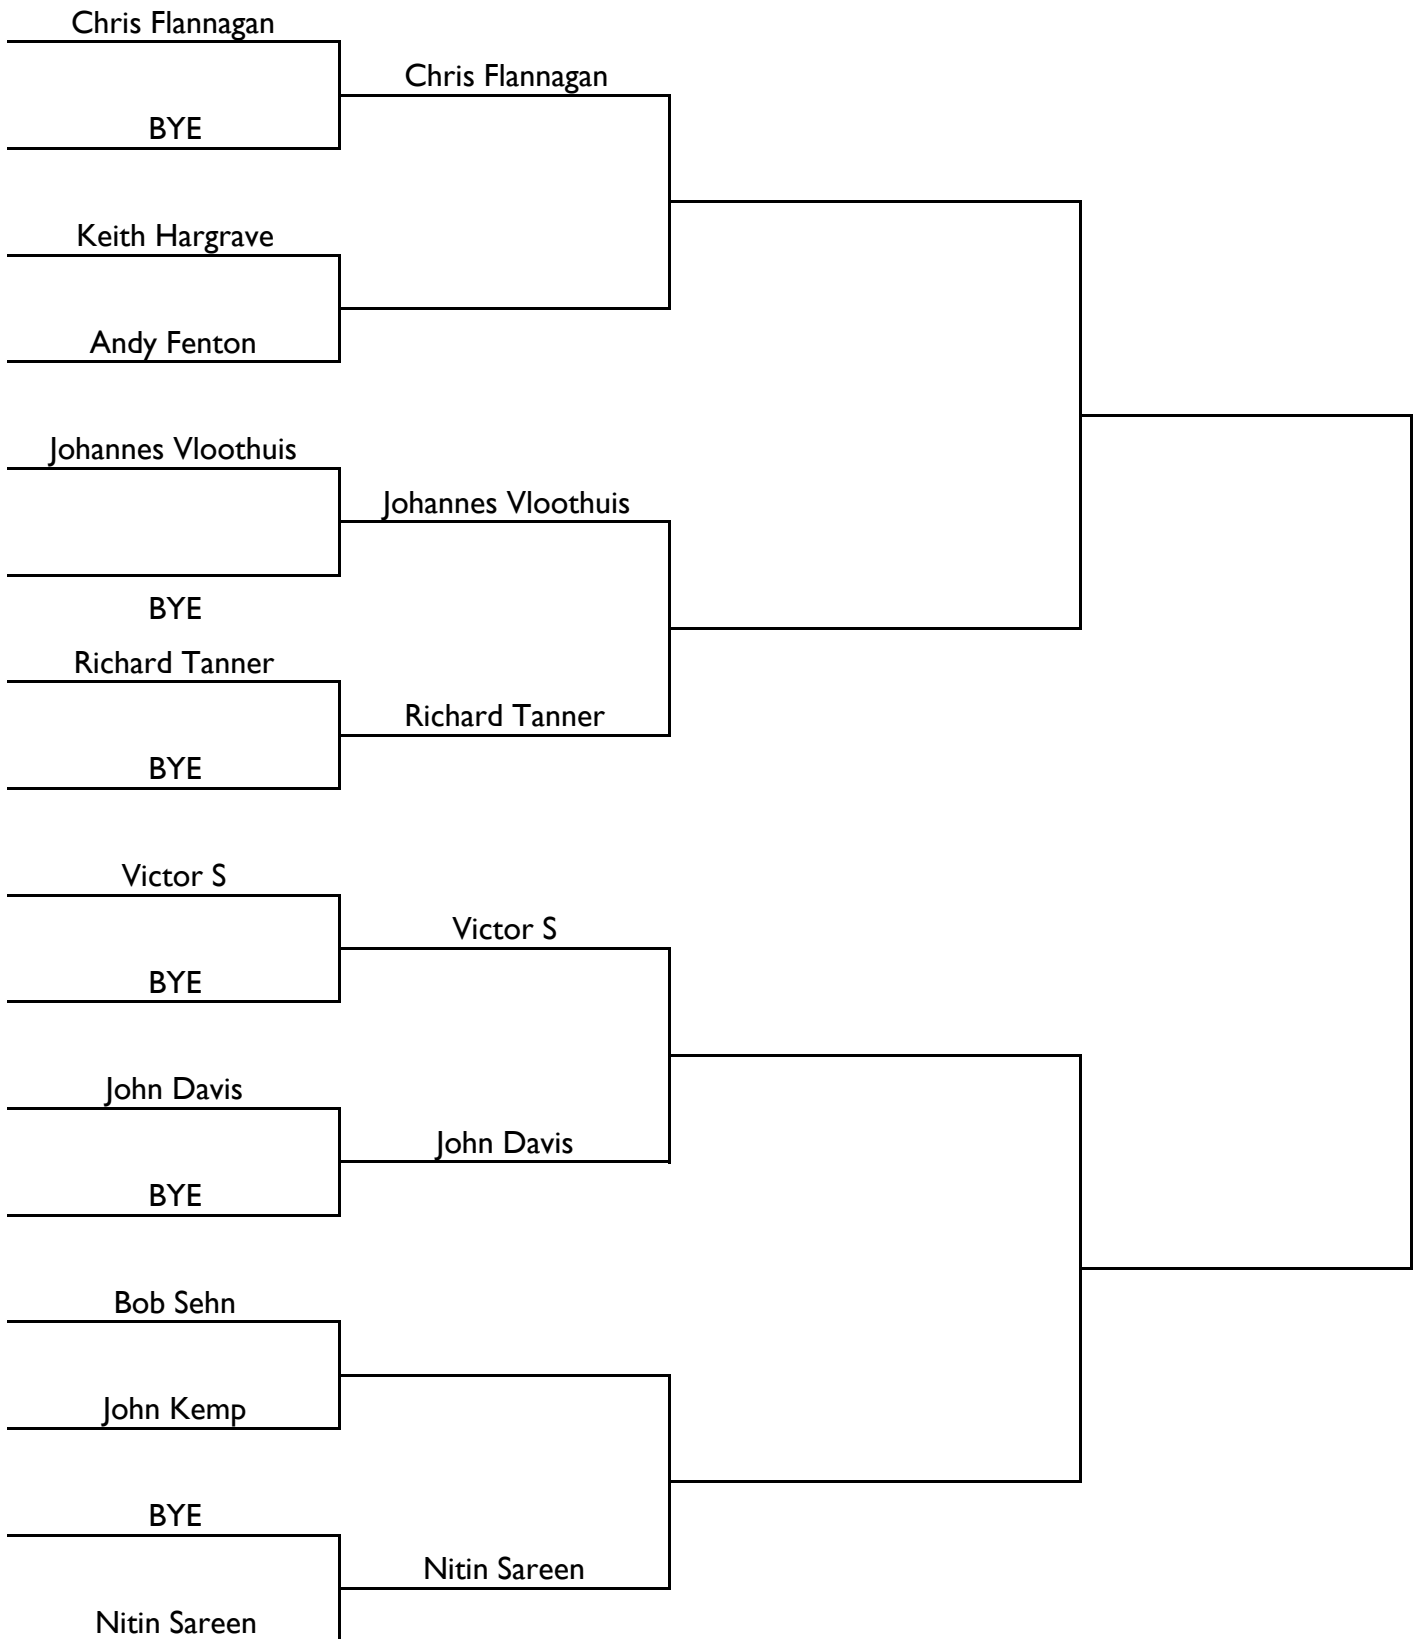 Chris Flannagan
Chris Flannagan
BYE
Keith Hargrave
Andy Fenton
Johannes Vloothuis
Johannes Vloothuis
BYE
Richard Tanner
Richard Tanner
BYE
Victor S
Victor S
BYE
John Davis
John Davis
BYE
Bob Sehn
John Kemp
BYE
Nitin Sareen
Nitin Sareen